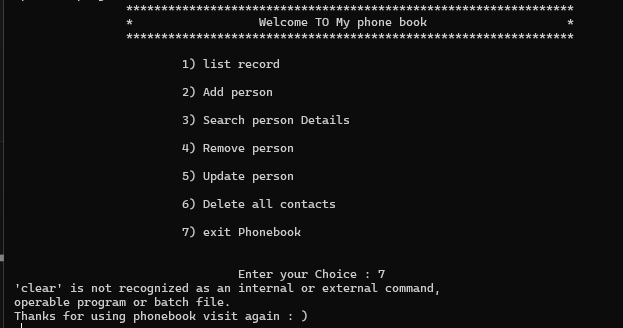 ****************************************************************
* Welcome TO My phone book *
****************************************************************
1) list record
2) Add person
3) Search person Details
4) Remove person
5) Update person
6) Delete all contacts
7) exit Phonebook
Enter your Choice : 7
'clear' is not recognized as an internal or external command,
operable program or batch file.
Thanks for using phonebook visit again : )